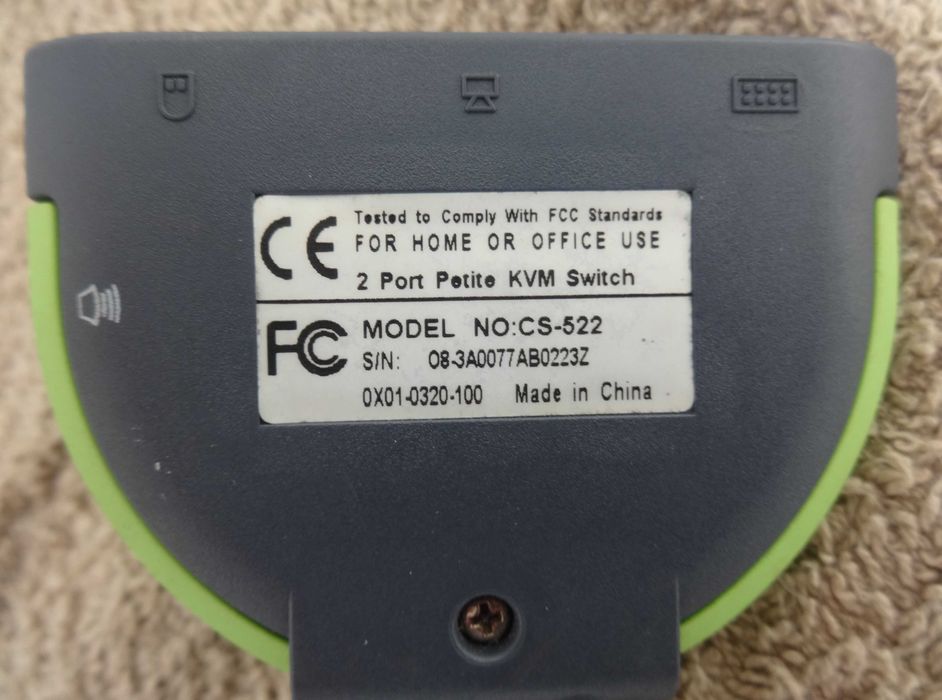 CE Tested to Comply With FCC Standards
FOR HOME OR OFFICE USE
2 Port Petite KVM Switch
FC MODEL NO:CS-522
S/N: 08-3A0077AB0223Z
0X01-0320-100 Made in China